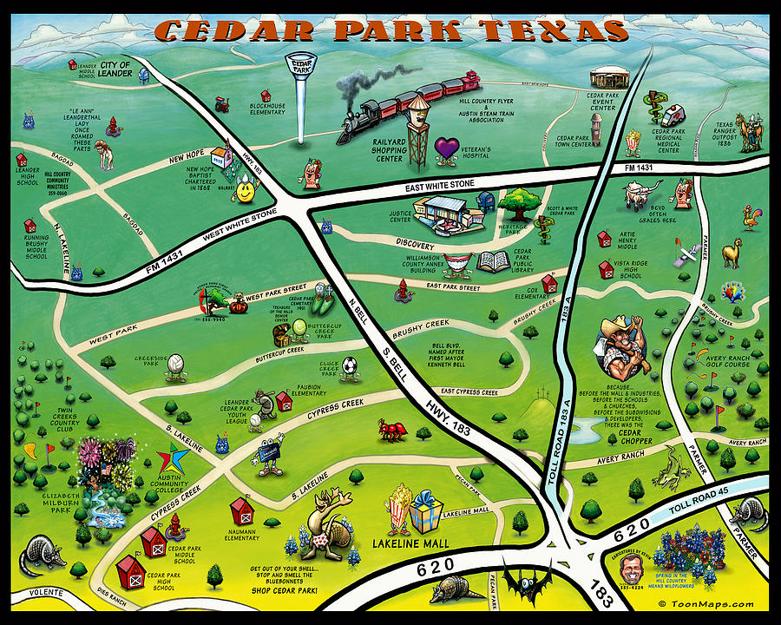 CEDAR PARK TEXAS
LEANDER
MIDDLE
SCHOOL
CITY OF
LEANDER
CEDAR
PARK
BLOCKHOUSE
ELEMENTARY
HILL COUNTRY FLYER
&
AUSTIN STEAM TRAIN
ASSOCIATION
CEDAR PARK
EVENT
CENTER
"LE ANN"
LEANDERTHAL
LADY
ONCE
ROAMED
THESE
PARTS
CEDAR PARK
TOWN CENTER
CEDAR PARK
REGIONAL
MEDICAL
CENTER
TEXAS
RANGER
OUTPOST
1836
RAILYARD
SHOPPING
CENTER
VETERAN'S
HOSPITAL
BAGDAD
NEW HOPE
HWY. 183
FM 1431
LEANDER
HIGH
SCHOOL
HILL COUNTRY
COMMUNITY
MINISTRIES
259-0360
NEW HOPE
BAPTIST
CHARTERED
IN 1868
WALMART
EAST WHITE STONE
BAGDAD
JUSTICE
CENTER
HERITAGE
PARK
SCOTT & WHITE
CEDAR PARK
BEVO
OFTEN
GRAZES HERE
RUNNING
BRUSHY
MIDDLE
SCHOOL
N. LAKELINE
FM 1431
WEST WHITE STONE
DISCOVERY
ARTIE
HENRY
MIDDLE
PARMER
WILLIAMSON
COUNTY ANNEX
BUILDING
CEDAR
PARK
PUBLIC
LIBRARY
VISTA RIDGE
HIGH
SCHOOL
EAST PARK STREET
COX
ELEMENTARY
WEST PARK STREET
CEDAR PARK
CEMETERY
BRUSHY CREEK
183 A
BRUSHY CREEK
N. BELL
WEST PARK
BUTTERCUP
CREEK
PARK
BRUSHY CREEK
BUTTERCUP CREEK
CREEKSIDE
PARK
CLUCK
CREEK
PARK
BELL BLVD.
NAMED AFTER
FIRST MAYOR
KENNETH BELL
S. BELL
AVERY RANCH
GOLF COURSE
LEANDER
CEDAR PARK
YOUTH
LEAGUE
FAUBION
ELEMENTARY
EAST CYPRESS CREEK
CYPRESS CREEK
HWY. 183
BECAUSE...
BEFORE THE MALL & INDUSTRIES,
BEFORE THE SCHOOLS
& CHURCHES,
BEFORE THE SUBDIVISIONS
& DEVELOPERS,
THERE WAS THE
CEDAR
CHOPPER
TWIN
CREEKS
COUNTRY
CLUB
S. LAKELINE
TOLL ROAD 183 A
AVERY RANCH
AVERY RANCH
PARMER
AUSTIN
COMMUNITY
COLLEGE
S. LAKELINE
PECAN PARK
ELIZABETH
MILBURN
PARK
CYPRESS CREEK
NAUMANN
ELEMENTARY
LAKELINE MALL
TOLL ROAD 45
LAKELINE MALL
620
CEDAR PARK
MIDDLE
SCHOOL
GET OUT OF YOUR SHELL...
STOP AND SMELL THE
BLUEBONNETS
SHOP CEDAR PARK!
620
PARMER
CEDAR PARK
HIGH
SCHOOL
SPRING IN THE
HILL COUNTRY
MEANS WILDFLOWERS
VOLENTE
DIES RANCH
PECAN PARK
183
© ToonMaps.com